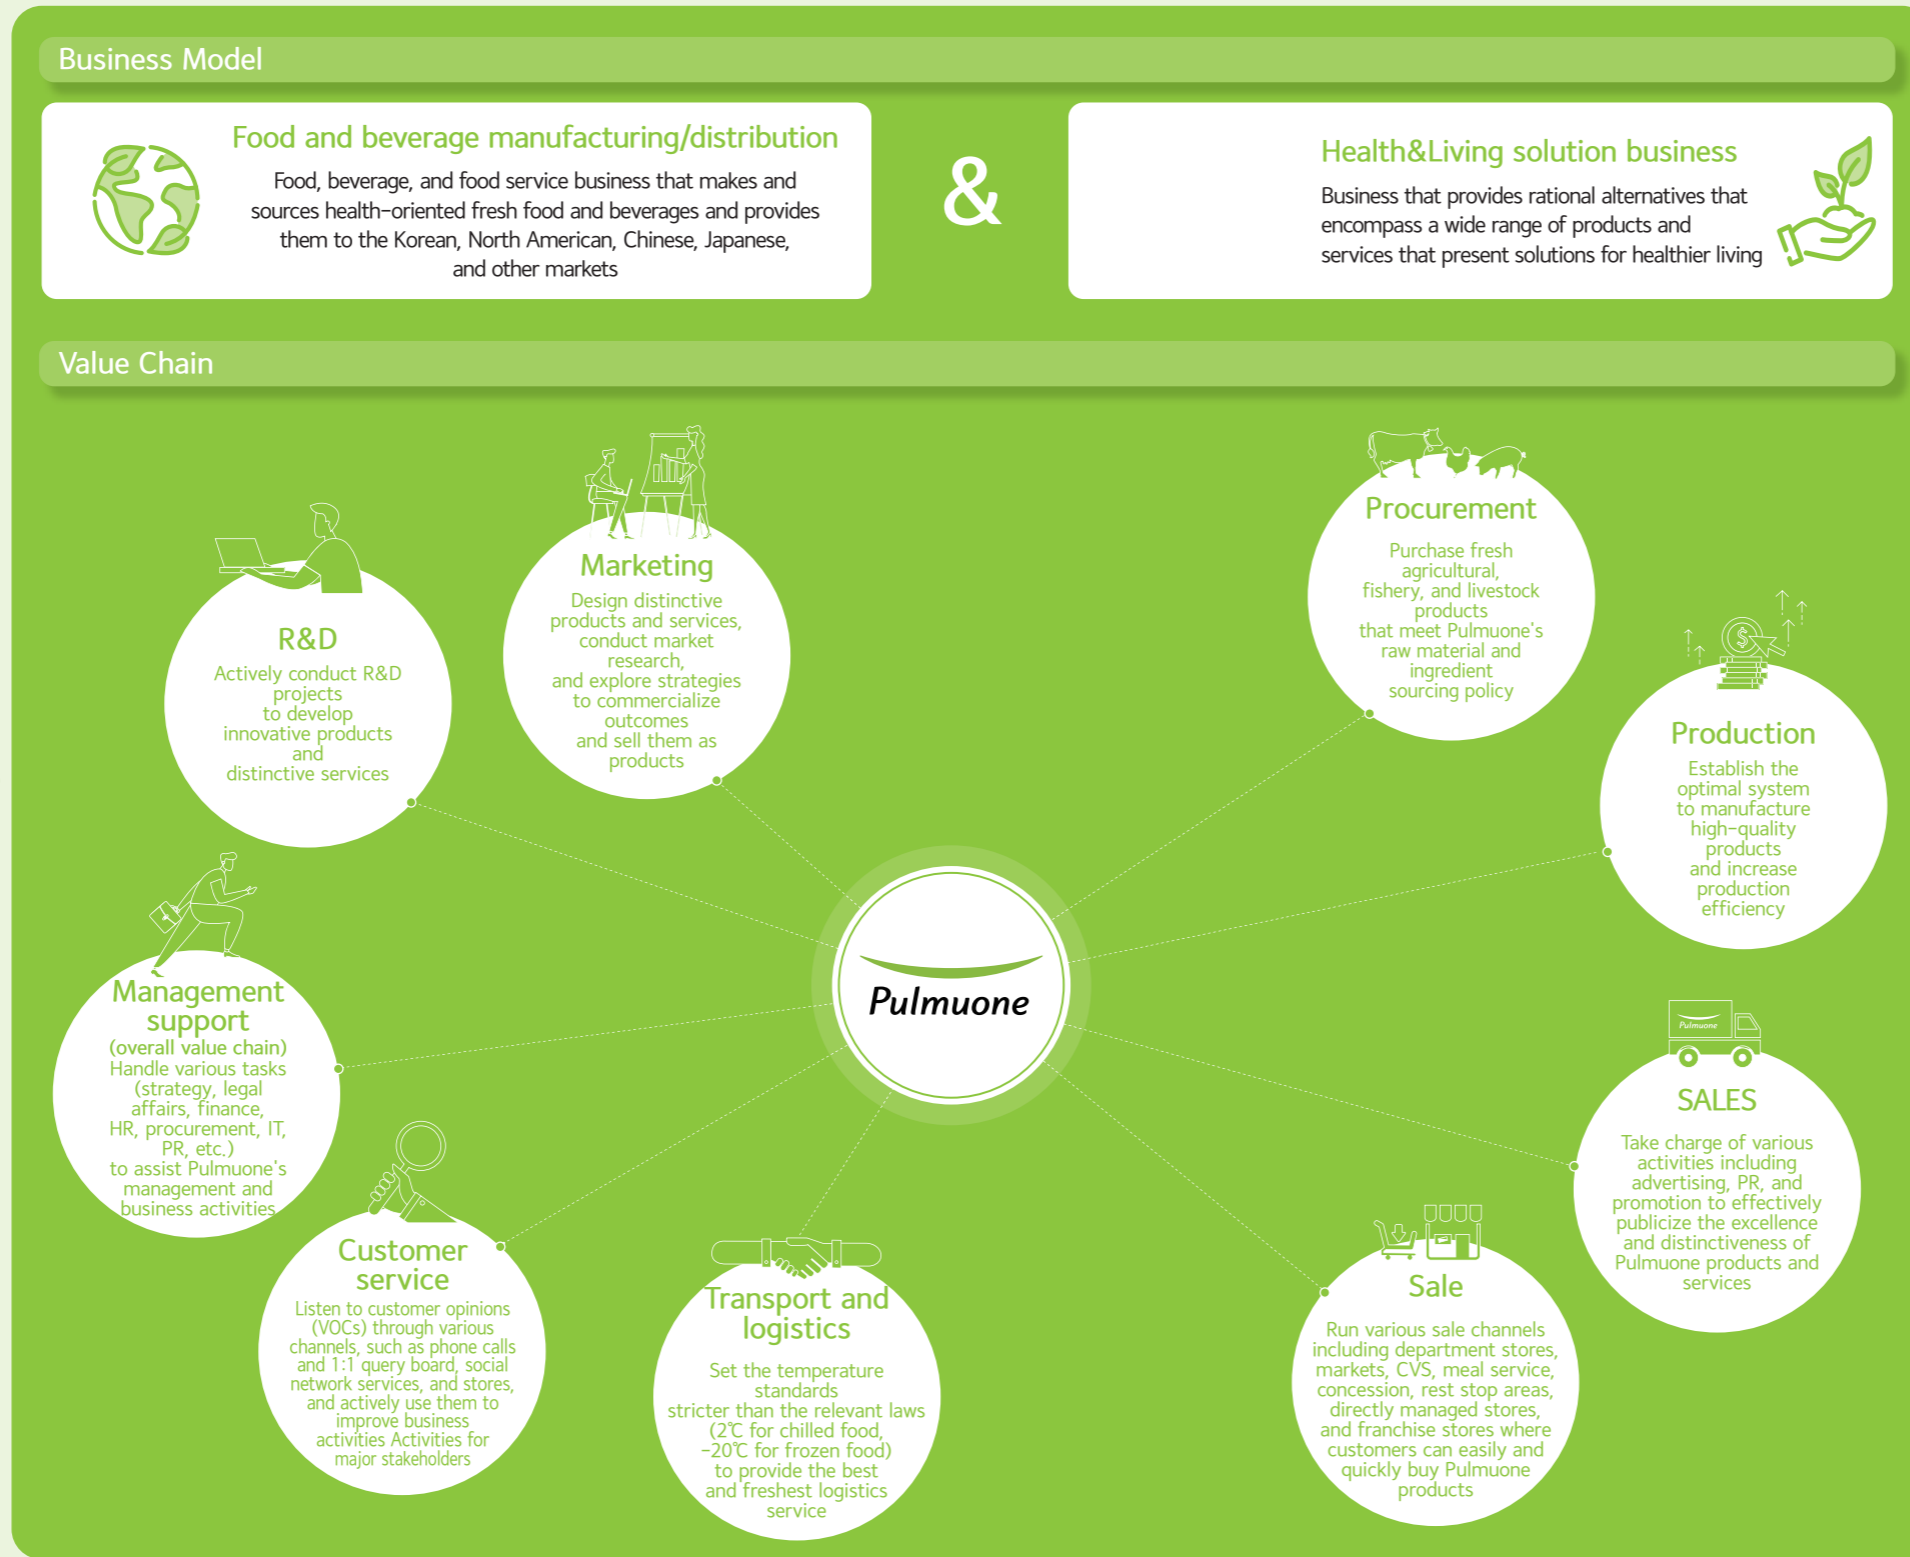 Business Model
Food and beverage manufacturing/distribution
Food, beverage, and food service business that makes and
sources health-oriented fresh food and beverages and provides
them to the Korean, North American, Chinese, Japanese,
and other markets
&
Health&Living solution business
Business that provides rational alternatives that
encompass a wide range of products and
services that present solutions for healthier living
Value Chain
R&D
Actively conduct R&D
projects
to develop
innovative products
and
distinctive services
Marketing
Design distinctive
products and services,
conduct market
research,
and explore strategies
to commercialize
outcomes
and sell them as
products
Procurement
Purchase fresh
agricultural,
fishery, and livestock
products
that meet Pulmuone's
raw material and
ingredient
sourcing policy
$
Production
Establish the
optimal system
to manufacture
high-quality
products
and increase
production
efficiency
Pulmuone
Management
support
(overall value chain)
Handle various tasks
(strategy, legal
affairs, finance,
HR, procurement, IT,
PR, etc.)
to assist Pulmuone's
management and
business activities
Pulmuone
SALES
Take charge of various
activities including
advertising, PR, and
promotion to effectively
publicize the excellence
and distinctiveness of
Pulmuone products and
services
Customer
service
Listen to customer opinions
(VOCs) through various
channels, such as phone calls
and 1:1 query board, social
network services, and stores,
and actively use them to
improve business
activities Activities for
major stakeholders
Transport and
logistics
Set the temperature
standards
stricter than the relevant laws
(2℃ for chilled food,
-20℃ for frozen food)
to provide the best
and freshest logistics
service
Sale
Run various sale channels
including department stores,
markets, CVS, meal service,
concession, rest stop areas,
directly managed stores,
and franchise stores where
customers can easily and
quickly buy Pulmuone
products